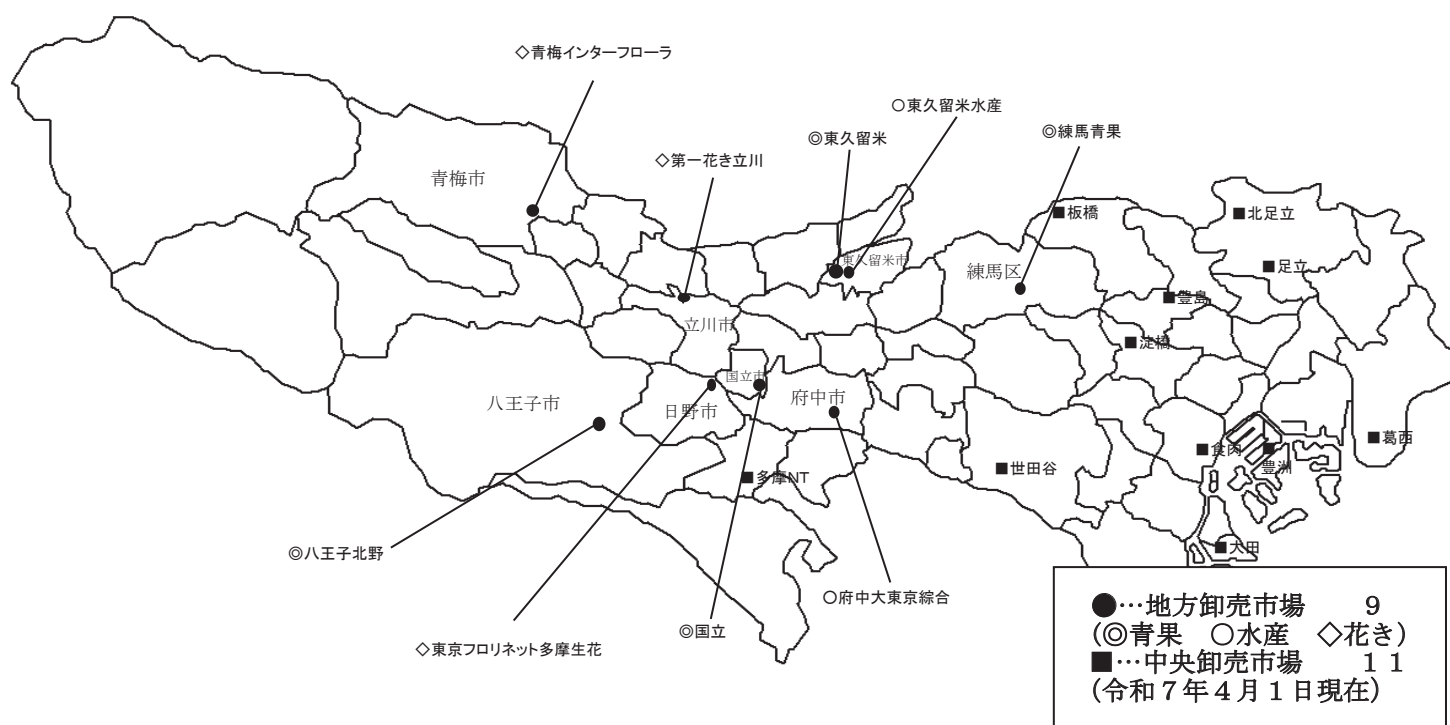 ◇青梅インターフローラ
○東久留米水産
◎東久留米
◎練馬青果
◇第一花き立川
青梅市
■板橋
■北足立
東久留米市
練馬区
■足立
■豊島
立川市
■淀橋
国立市
八王子市
日野市
府中市
■葛西
■食肉
豊洲
■世田谷
■多摩NT
■大田
◎八王子北野
○府中大東京綜合
◎国立
◇東京フロリネット多摩生花
●…地方卸売市場 9
(◎青果 ○水産 ◇花き)
■…中央卸売市場 11
(令和7年4月1日現在)